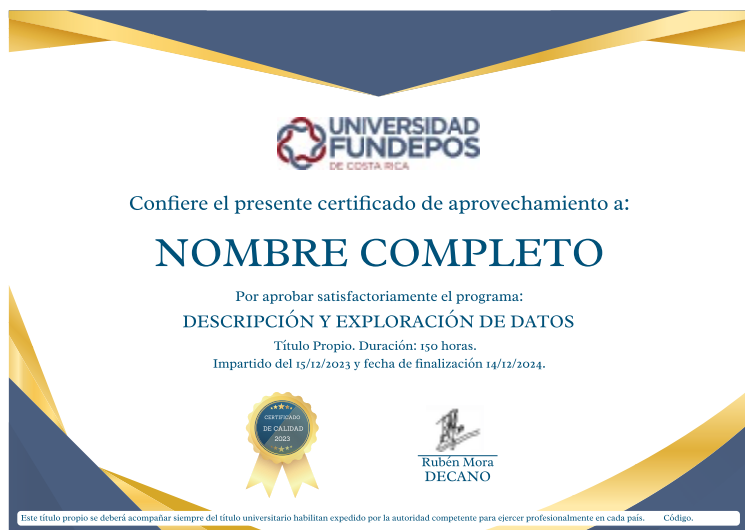 UNIVERSIDAD
FUNDEPOS
DE COSTA RICA
Confiere el presente certificado de aprovechamiento a:
NOMBRE COMPLETO
Por aprobar satisfactoriamente el programa:
DESCRIPCIÓN Y EXPLORACIÓN DE DATOS
Título Propio. Duración: 150 horas.
Impartido del 15/12/2023 y fecha de finalización 14/12/2024.
CERTIFICADO
DE CALIDAD
2023
Rubén Mora
DECANO
Este título propio se deberá acompañar siempre del título universitario habilitan expedido por la autoridad competente para ejercer profesionalmente en cada país. Código.